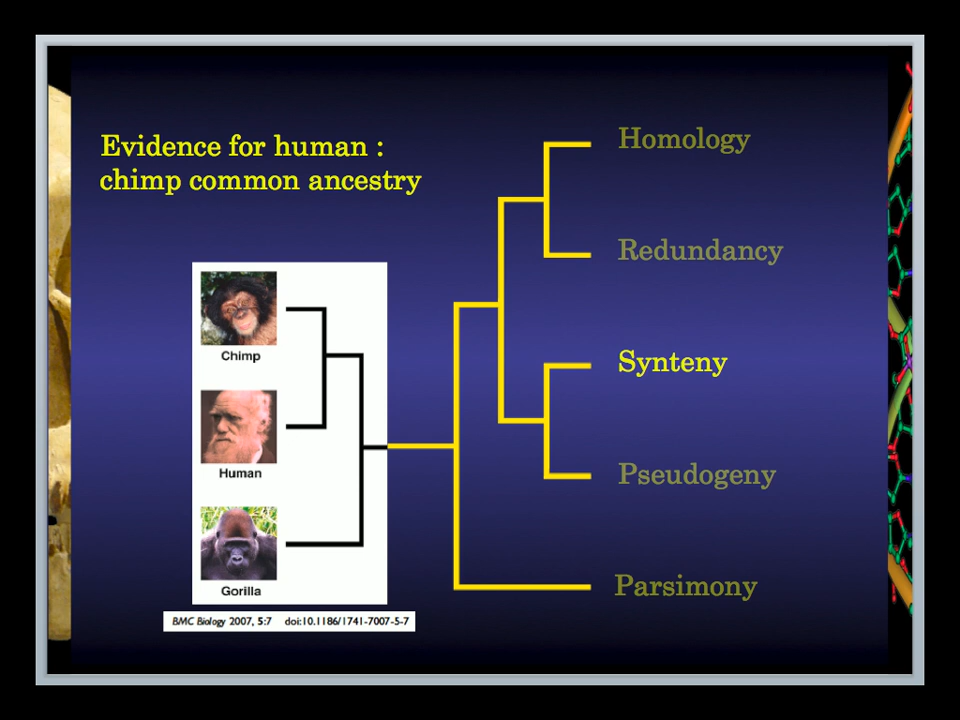 Evidence for human :
chimp common ancestry
Homology
Redundancy
Synteny
Pseudogeny
Parsimony
Chimp
Human
Gorilla
BMC Biology 2007, 5:7 doi:10.1186/1741-7007-5-7